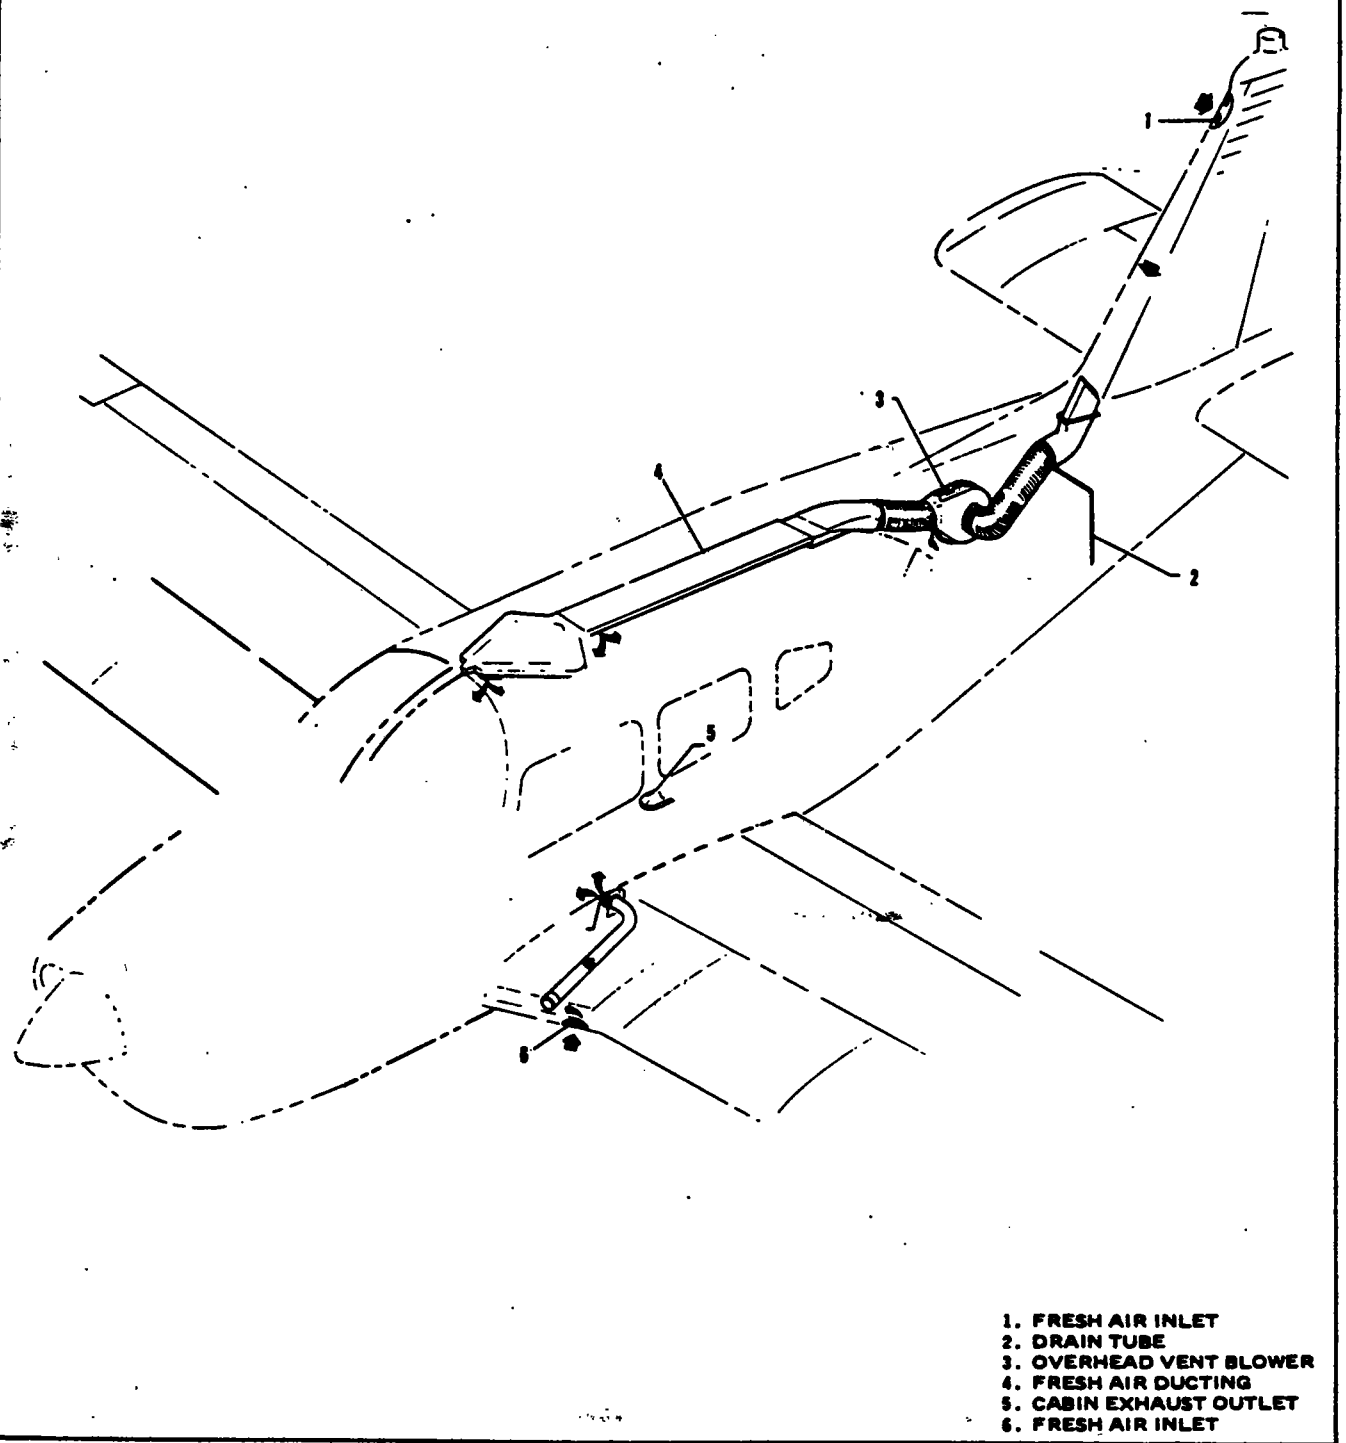 1
3
4
2
5
6
1. FRESH AIR INLET
2. DRAIN TUBE
3. OVERHEAD VENT BLOWER
4. FRESH AIR DUCTING
5. CABIN EXHAUST OUTLET
6. FRESH AIR INLET